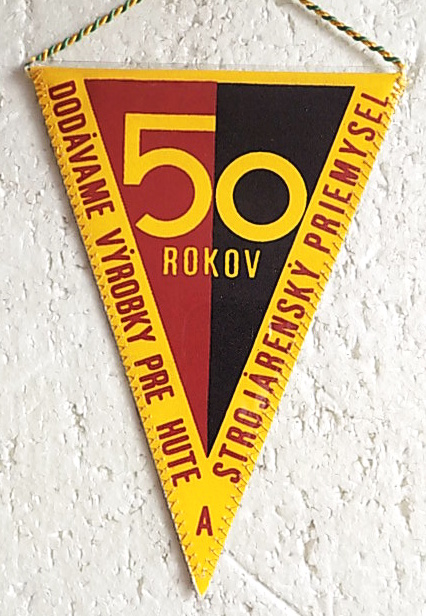 50
ROKOV
DODÁVAME VÝROBKY PRE HUTE
A
STROJÁRENSKÝ PRIEMYSEL